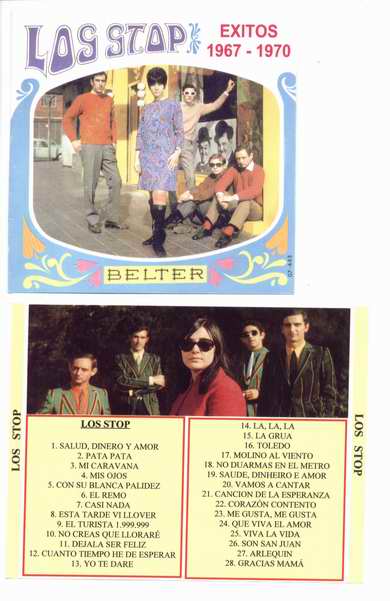 LOS STOP
EXITOS
1967 - 1970
BELTER
07 443
LOS STOP
LOS STOP
1. SALUD, DINERO Y AMOR
2. PATA PATA
3. MI CARAVANA
4. MIS OJOS
5. CON SU BLANCA PALIDEZ
6. EL REMO
7. CASI NADA
8. ESTA TARDE VI LLOVER
9. EL TURISTA 1.999.999
10. NO CREAS QUE LLORARÉ
11. DEJALA SER FELIZ
12. CUANTO TIEMPO HE DE ESPERAR
13. YO TE DARE
14. LA, LA, LA
15. LA GRUA
16. TOLEDO
17. MOLINO AL VIENTO
18. NO DUARMAS EN EL METRO
19. SAUDE, DINHEIRO E AMOR
20. VAMOS A CANTAR
21. CANCION DE LA ESPERANZA
22. CORAZÓN CONTENTO
23. ME GUSTA, ME GUSTA
24. QUE VIVA EL AMOR
25. VIVA LA VIDA
26. SON SAN JUAN
27. ARLEQUIN
28. GRACIAS MAMÁ
LOS STOP